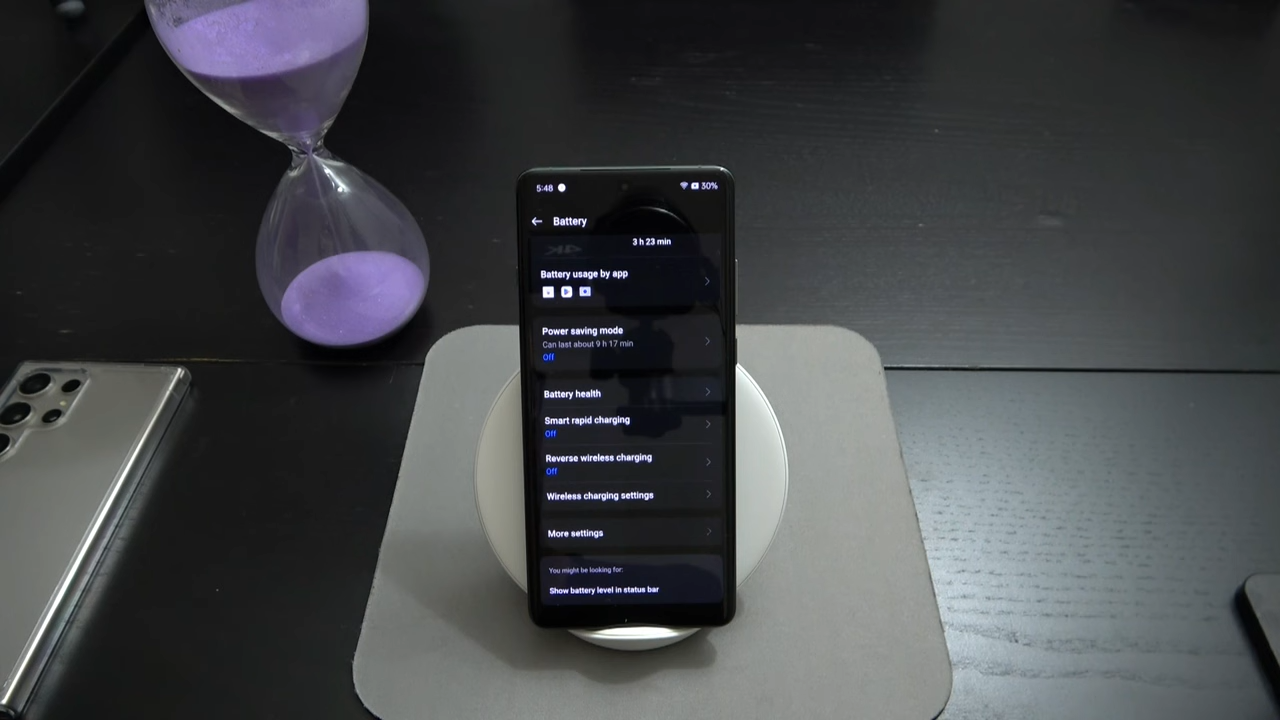 5:48 30%
Battery
3 h 23 min
Battery usage by app
Power saving mode
Can last about 9 h 17 min
Off
Battery health
Smart rapid charging
Off
Reverse wireless charging
Off
Wireless charging settings
More settings
You might be looking for:
Show battery level in status bar